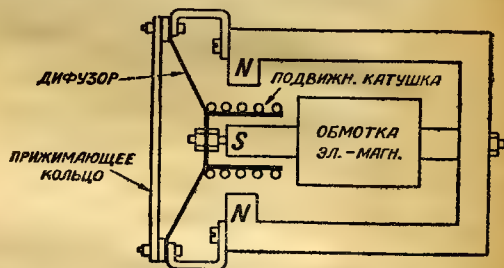 N
ДИФУЗОР
ПОДВИЖН. КАТУШКА
S
ОБМОТКА
ЭЛ.-МАГН.
ПРИЖИМАЮЩЕЕ
КОЛЬЦО
N